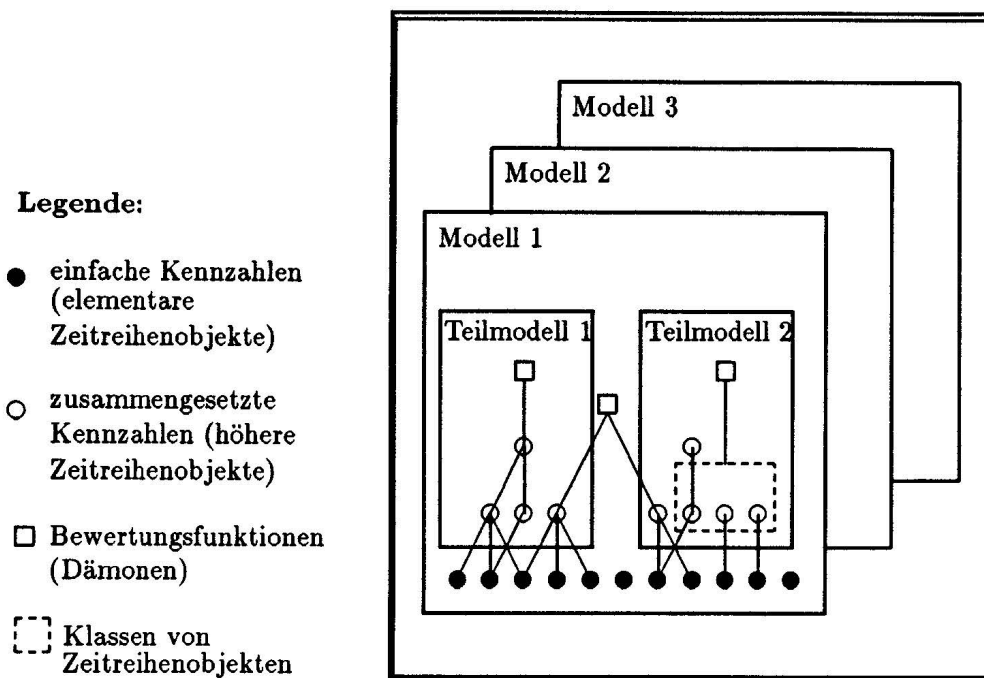 Legende:
einfache Kennzahlen
(elementare
Zeitreihenobjekte)
zusammengesetzte
Kennzahlen (höhere
Zeitreihenobjekte)
Bewertungsfunktionen
(Dämonen)
Klassen von
Zeitreihenobjekten
Modell 3
Modell 2
Modell 1
Teilmodell 1
Teilmodell 2